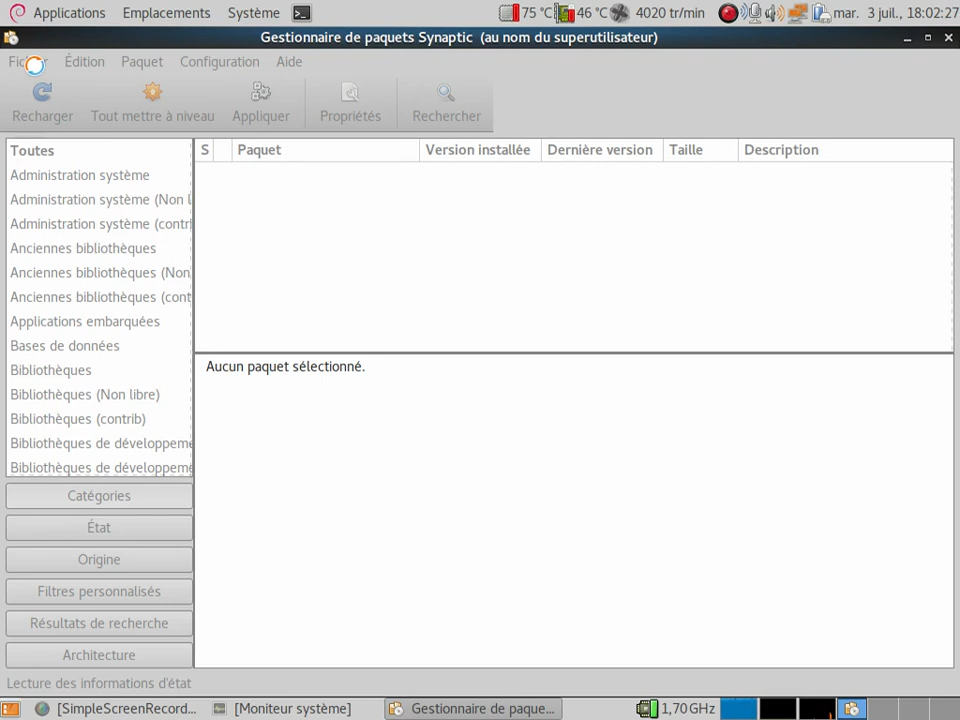 Applications Emplacements Système 75 °C 46 °C 4020 tr/min mar. 3 juil., 18:02:27
Gestionnaire de paquets Synaptic (au nom du superutilisateur)
Édition Paquet Configuration Aide
Recharger Tout mettre à niveau Appliquer Propriétés Rechercher
Toutes
Administration système
Administration système (Non l
Administration système (contri
Anciennes bibliothèques
Anciennes bibliothèques (Non
Anciennes bibliothèques (cont
Applications embarquées
Bases de données
Bibliothèques
Bibliothèques (Non libre)
Bibliothèques (contrib)
Bibliothèques de développeme
Bibliothèques de développeme
S Paquet Version installée Dernière version Taille Description
Aucun paquet sélectionné.
Catégories
État
Origine
Filtres personnalisés
Résultats de recherche
Architecture
Lecture des informations d'état
[SimpleScreenRecord... [Moniteur système] Gestionnaire de paque... 1,70 GHz